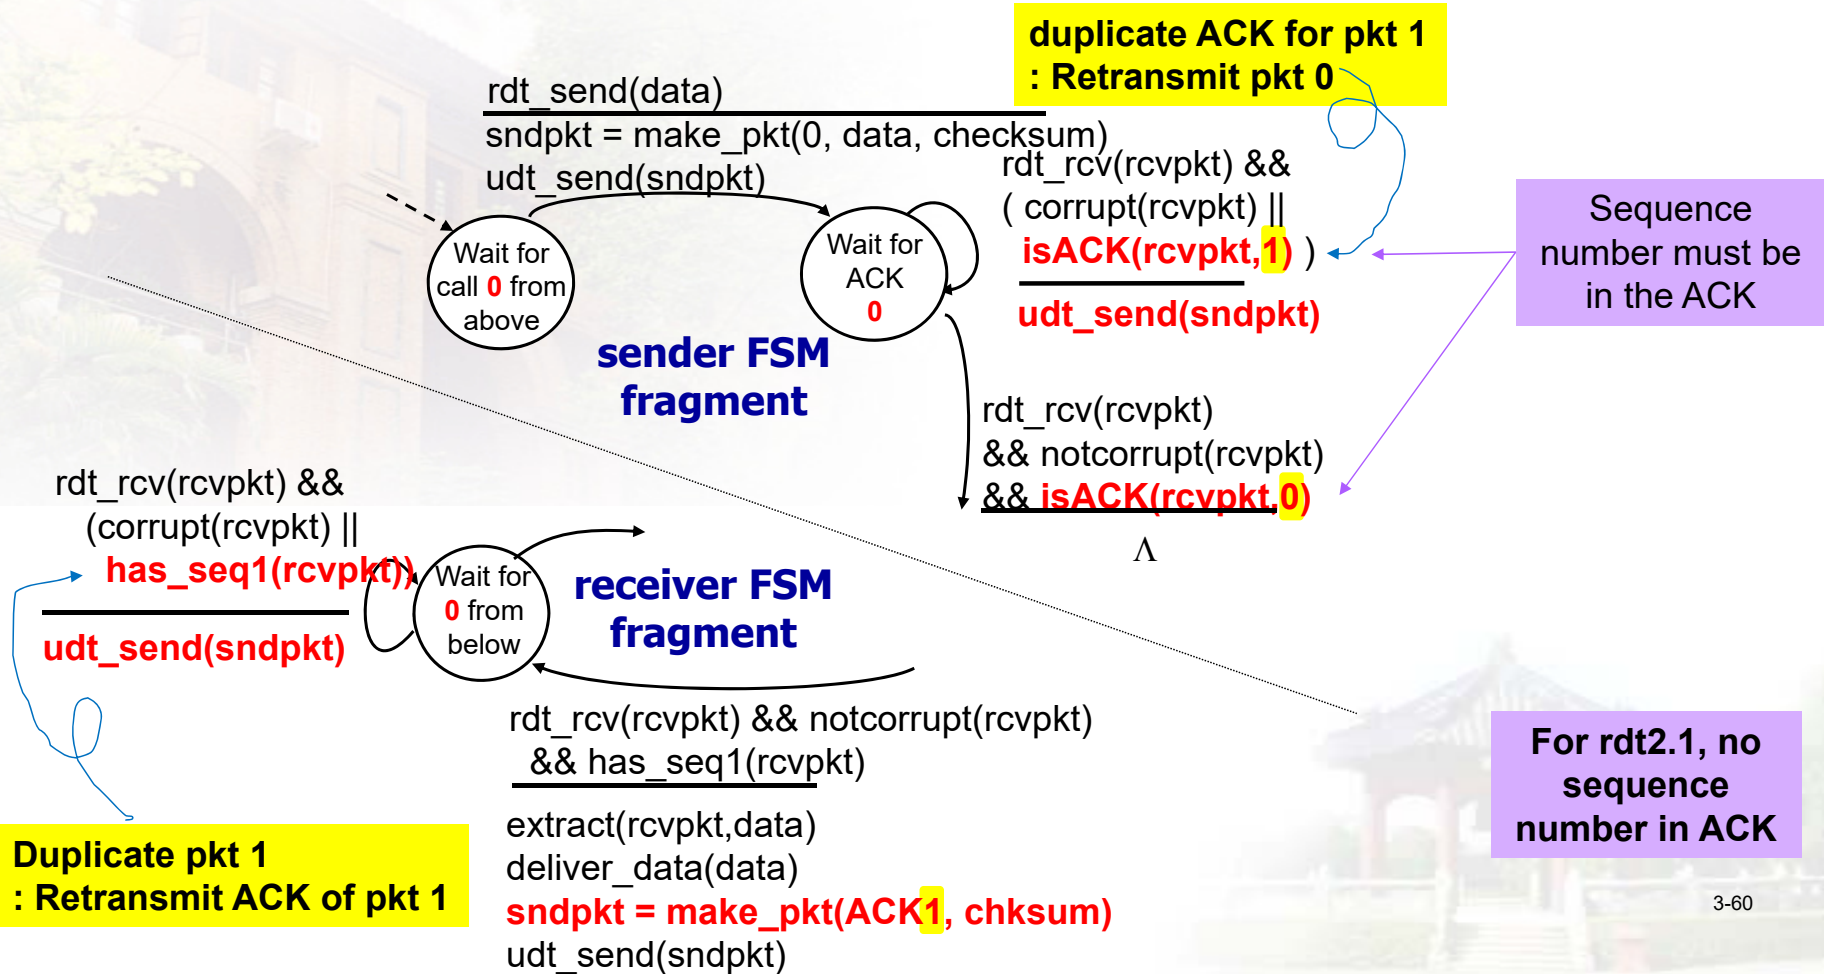 duplicate ACK for pkt 1
: Retransmit pkt 0
rdt_send(data)
sndpkt = make_pkt(0, data, checksum)
udt_send(sndpkt)
rdt_rcv(rcvpkt) &&
( corrupt(rcvpkt) ||
isACK(rcvpkt,1) )
udt_send(sndpkt)
Sequence
number must be
in the ACK
Wait for
call 0 from
above
Wait for
ACK
0
sender FSM
fragment
rdt_rcv(rcvpkt)
&& notcorrupt(rcvpkt)
&& isACK(rcvpkt,0)
Λ
rdt_rcv(rcvpkt) &&
(corrupt(rcvpkt) ||
has_seq1(rcvpkt))
udt_send(sndpkt)
Wait for
0 from
below
receiver FSM
fragment
rdt_rcv(rcvpkt) && notcorrupt(rcvpkt)
&& has_seq1(rcvpkt)
extract(rcvpkt,data)
deliver_data(data)
sndpkt = make_pkt(ACK1, chksum)
udt_send(sndpkt)
Duplicate pkt 1
: Retransmit ACK of pkt 1
For rdt2.1, no
sequence
number in ACK
3-60